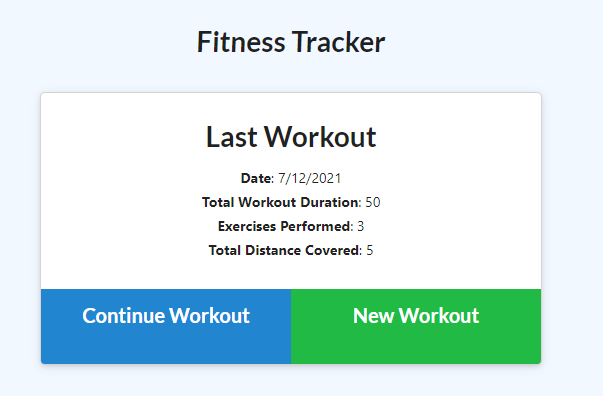 Fitness Tracker
Last Workout
Date: 7/12/2021
Total Workout Duration: 50
Exercises Performed: 3
Total Distance Covered: 5
Continue Workout
New Workout